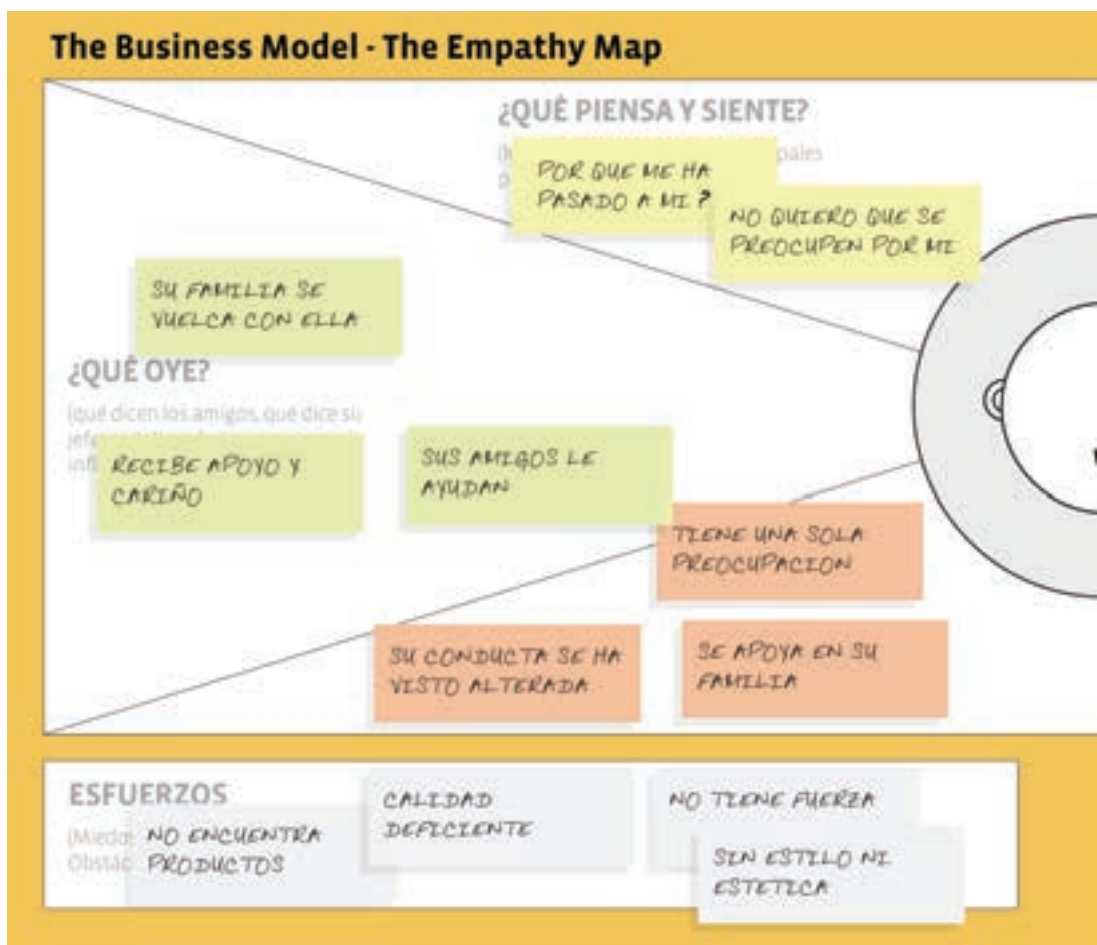 The Business Model - The Empathy Map
¿QUÉ PIENSA Y SIENTE?
pales
POR QUE ME HA
PASADO A MI ?
NO QUIERO QUE SE
PREOCUPEN POR MI
SU FAMILIA SE
VUELCA CON ELLA
¿QUÉ OYE?
(qué dicen los amigos, qué dice su
RECIBE APOYO Y
CARIÑO
SUS AMIGOS LE
AYUDAN
TIENE UNA SOLA
PREOCUPACION
SU CONDUCTA SE HA
VISTO ALTERADA
SE APOYA EN SU
FAMILIA
ESFUERZOS
NO ENCUENTRA
PRODUCTOS
CALIDAD
DEFICIENTE
NO TIENE FUERZA
SIN ESTILO NI
ESTETICA